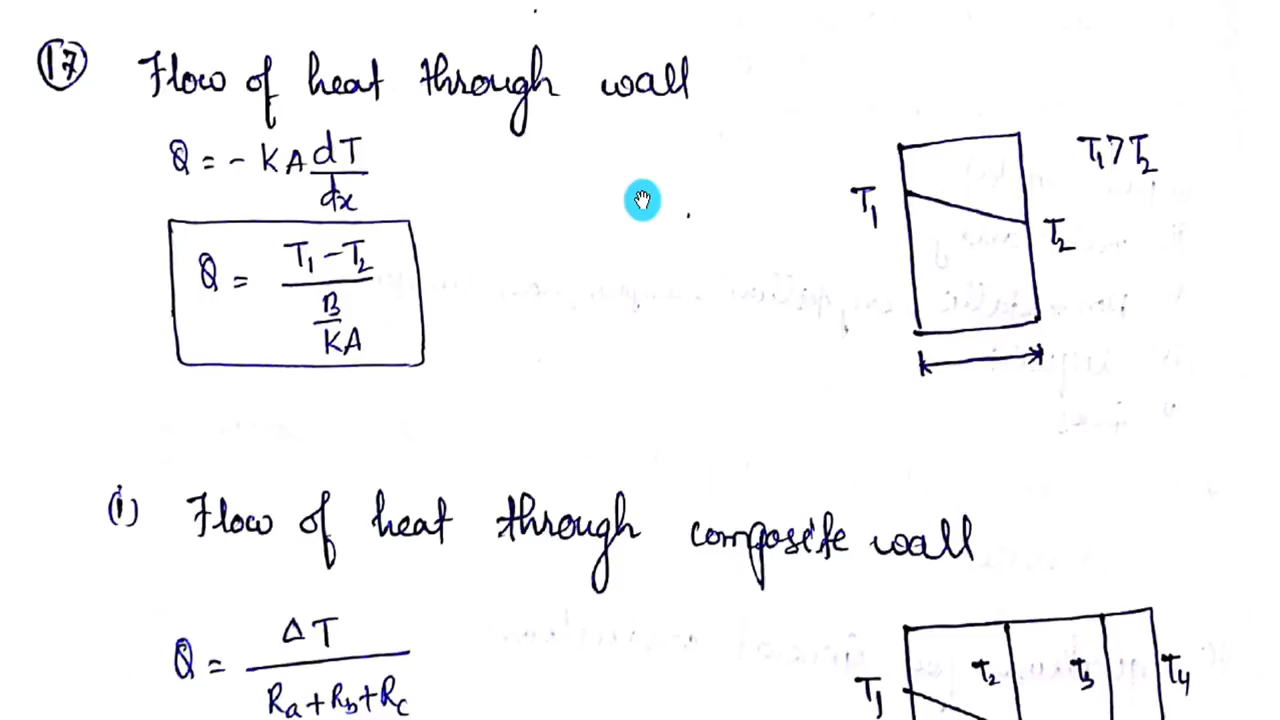 17 Flow of heat through wall
Q = - KA dT/dx
Q = T1 - T2 / B/KA
T1 > T2
T1
T2
(i) Flow of heat through composite wall
Q = ΔT / Ra + Rb + Rc
T1 T2 T3 T4